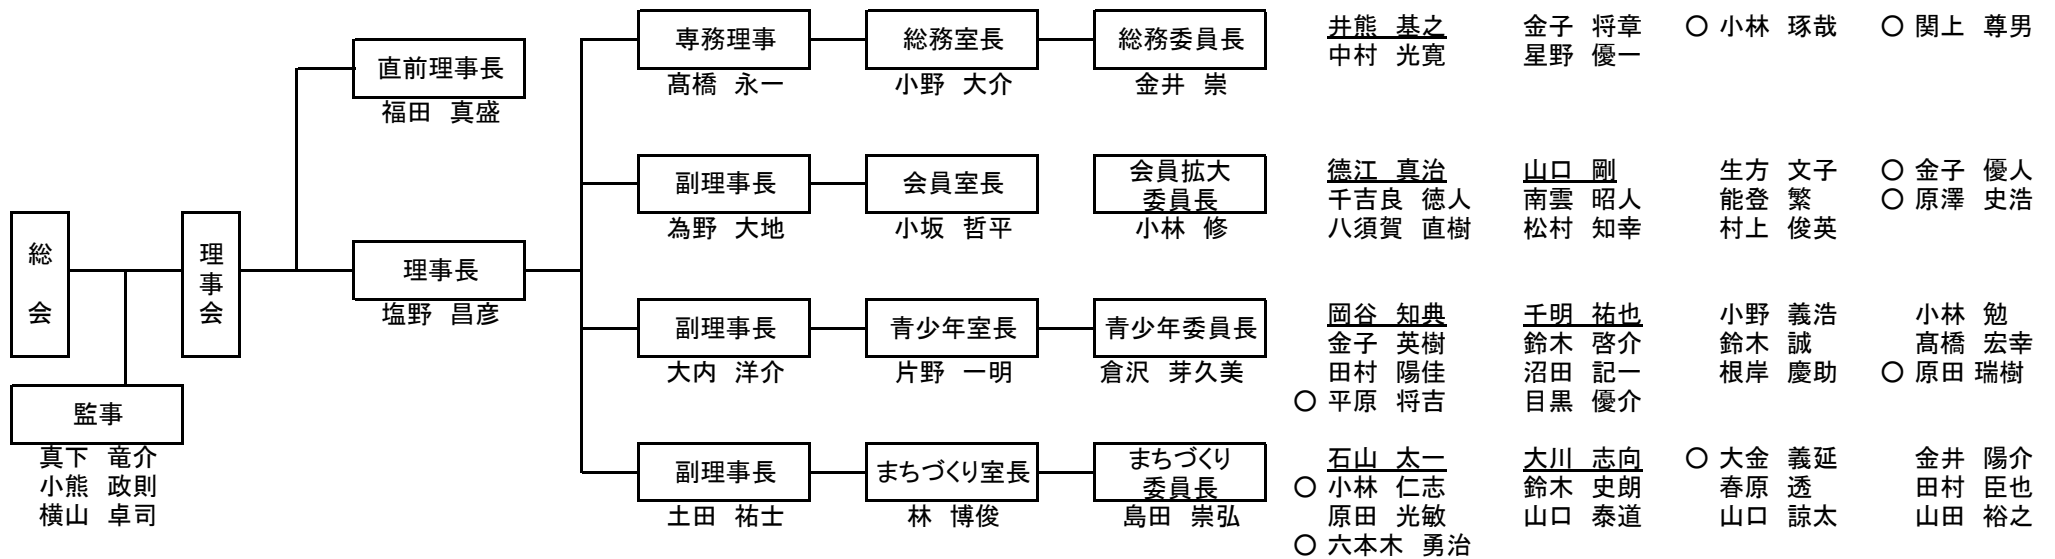 総会
理事会
監事
真下 竜介
小熊 政則
横山 卓司
直前理事長
福田 真盛
理事長
塩野 昌彦
専務理事
髙橋 永一
総務室長
小野 大介
総務委員長
金井 崇
井熊 基之 金子 将章 〇 小林 琢哉 〇 関上 尊男
中村 光寛 星野 優一
副理事長
為野 大地
会員室長
小坂 哲平
会員拡大
委員長
小林 修
德江 真治 山口 剛 生方 文子 〇 金子 優人
千吉良 徳人 南雲 昭人 能登 繁 〇 原澤 史浩
八須賀 直樹 松村 知幸 村上 俊英
副理事長
大内 洋介
青少年室長
片野 一明
青少年委員長
倉沢 芽久美
岡谷 知典 千明 祐也 小野 義浩 小林 勉
金子 英樹 鈴木 啓介 鈴木 誠 髙橋 宏幸
田村 陽佳 沼田 記一 根岸 慶助 〇 原田 瑞樹
〇 平原 将吉 目黒 優介
副理事長
土田 祐士
まちづくり室長
林 博俊
まちづくり
委員長
島田 崇弘
石山 太一 大川 志向 〇 大金 義延 金井 陽介
〇 小林 仁志 鈴木 史朗 春原 透 田村 臣也
原田 光敏 山口 泰道 山口 諒太 山田 裕之
〇 六本木 勇治